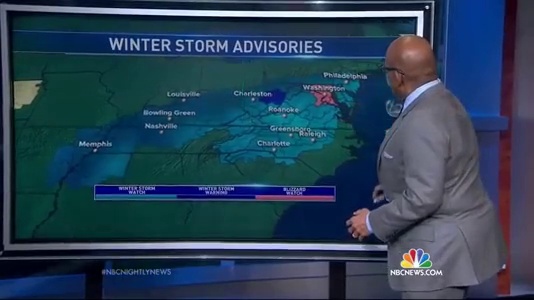 WINTER STORM ADVISORIES
Philadelphia
Louisville
Charleston
Washington
Bowling Green
Roanoke
Nashville
Greensboro
Raleigh
Memphis
Charlotte
WINTER STORM WATCH
WINTER STORM WARNING
BLIZZARD WATCH
#NBCNIGHTLYNEWS
NBCNEWS.COM